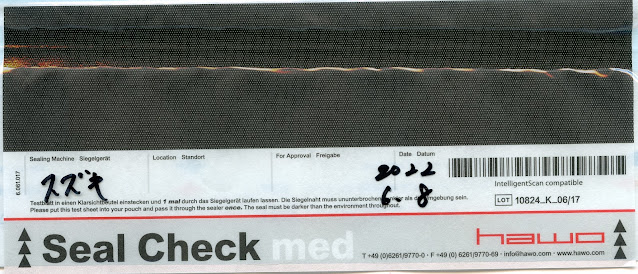 Sealing Machine Siegelgerät
Location Standort
For Approval Freigabe
Date Datum
6.061.017
スズキ
2022
6-8
IntelligentScan compatible
LOT 10824_K_06/17
Testblatt in einen Klarsichtbeutel einstecken und 1 mal durch das Siegelgerät laufen lassen. Die Siegelnaht muss ununterbrochen als die Umgebung sein.
Please put this test sheet into your pouch and pass it through the sealer once. The seal must be darker than the environment throughout.
Seal Check med
hawo
T +49 (0)6261/9770-0 · F +49 (0) 6261/9770-69 · info@hawo.com · www.hawo.com